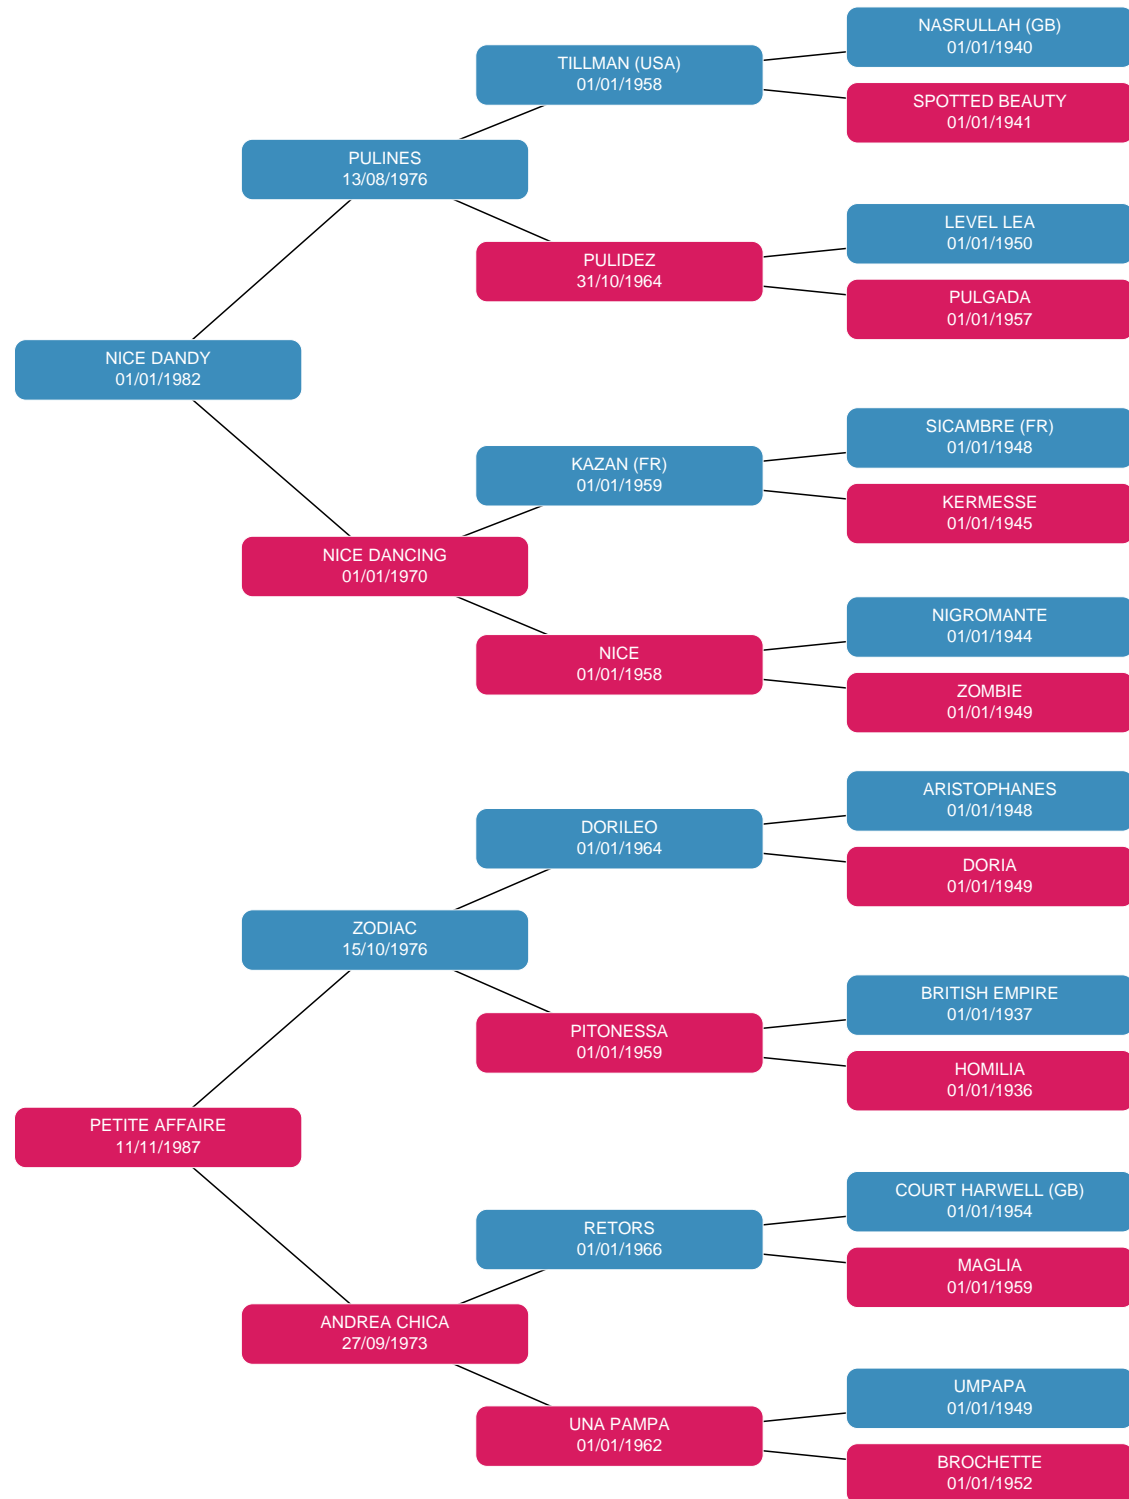 NASRULLAH (GB)
01/01/1940
TILLMAN (USA)
01/01/1958
SPOTTED BEAUTY
01/01/1941
PULINES
13/08/1976
LEVEL LEA
01/01/1950
PULIDEZ
31/10/1964
PULGADA
01/01/1957
NICE DANDY
01/01/1982
SICAMBRE (FR)
01/01/1948
KAZAN (FR)
01/01/1959
KERMESSE
01/01/1945
NICE DANCING
01/01/1970
NIGROMANTE
01/01/1944
NICE
01/01/1958
ZOMBIE
01/01/1949
ARISTOPHANES
01/01/1948
DORILEO
01/01/1964
DORIA
01/01/1949
ZODIAC
15/10/1976
BRITISH EMPIRE
01/01/1937
PITONESSA
01/01/1959
HOMILIA
01/01/1936
PETITE AFFAIRE
11/11/1987
COURT HARWELL (GB)
01/01/1954
RETORS
01/01/1966
MAGLIA
01/01/1959
ANDREA CHICA
27/09/1973
UMPAPA
01/01/1949
UNA PAMPA
01/01/1962
BROCHETTE
01/01/1952